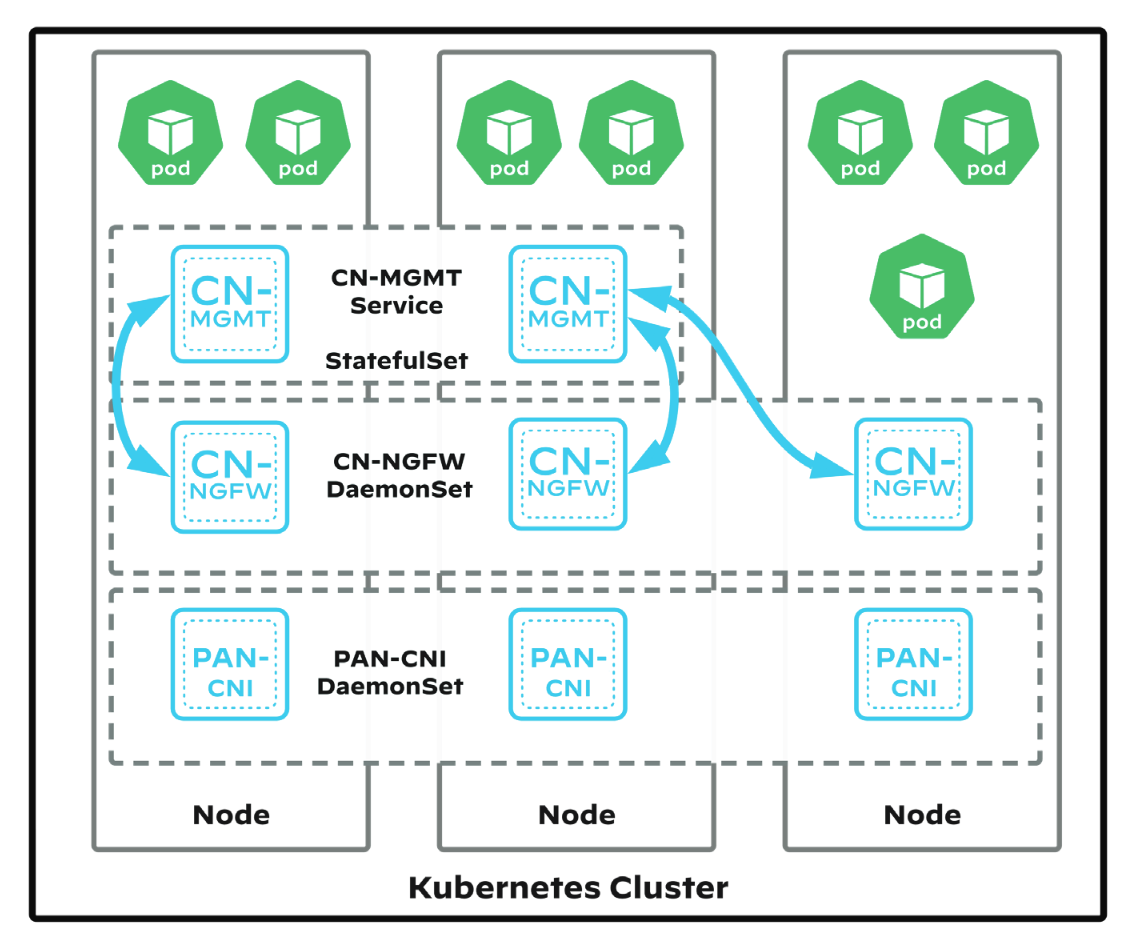 pod
pod
pod
pod
pod
pod
pod
CN-
MGMT
CN-MGMT
Service
StatefulSet
CN-
MGMT
CN-
NGFW
CN-NGFW
DaemonSet
CN-
NGFW
CN-
NGFW
PAN-
CNI
PAN-CNI
DaemonSet
PAN-
CNI
PAN-
CNI
Node
Node
Node
Kubernetes Cluster